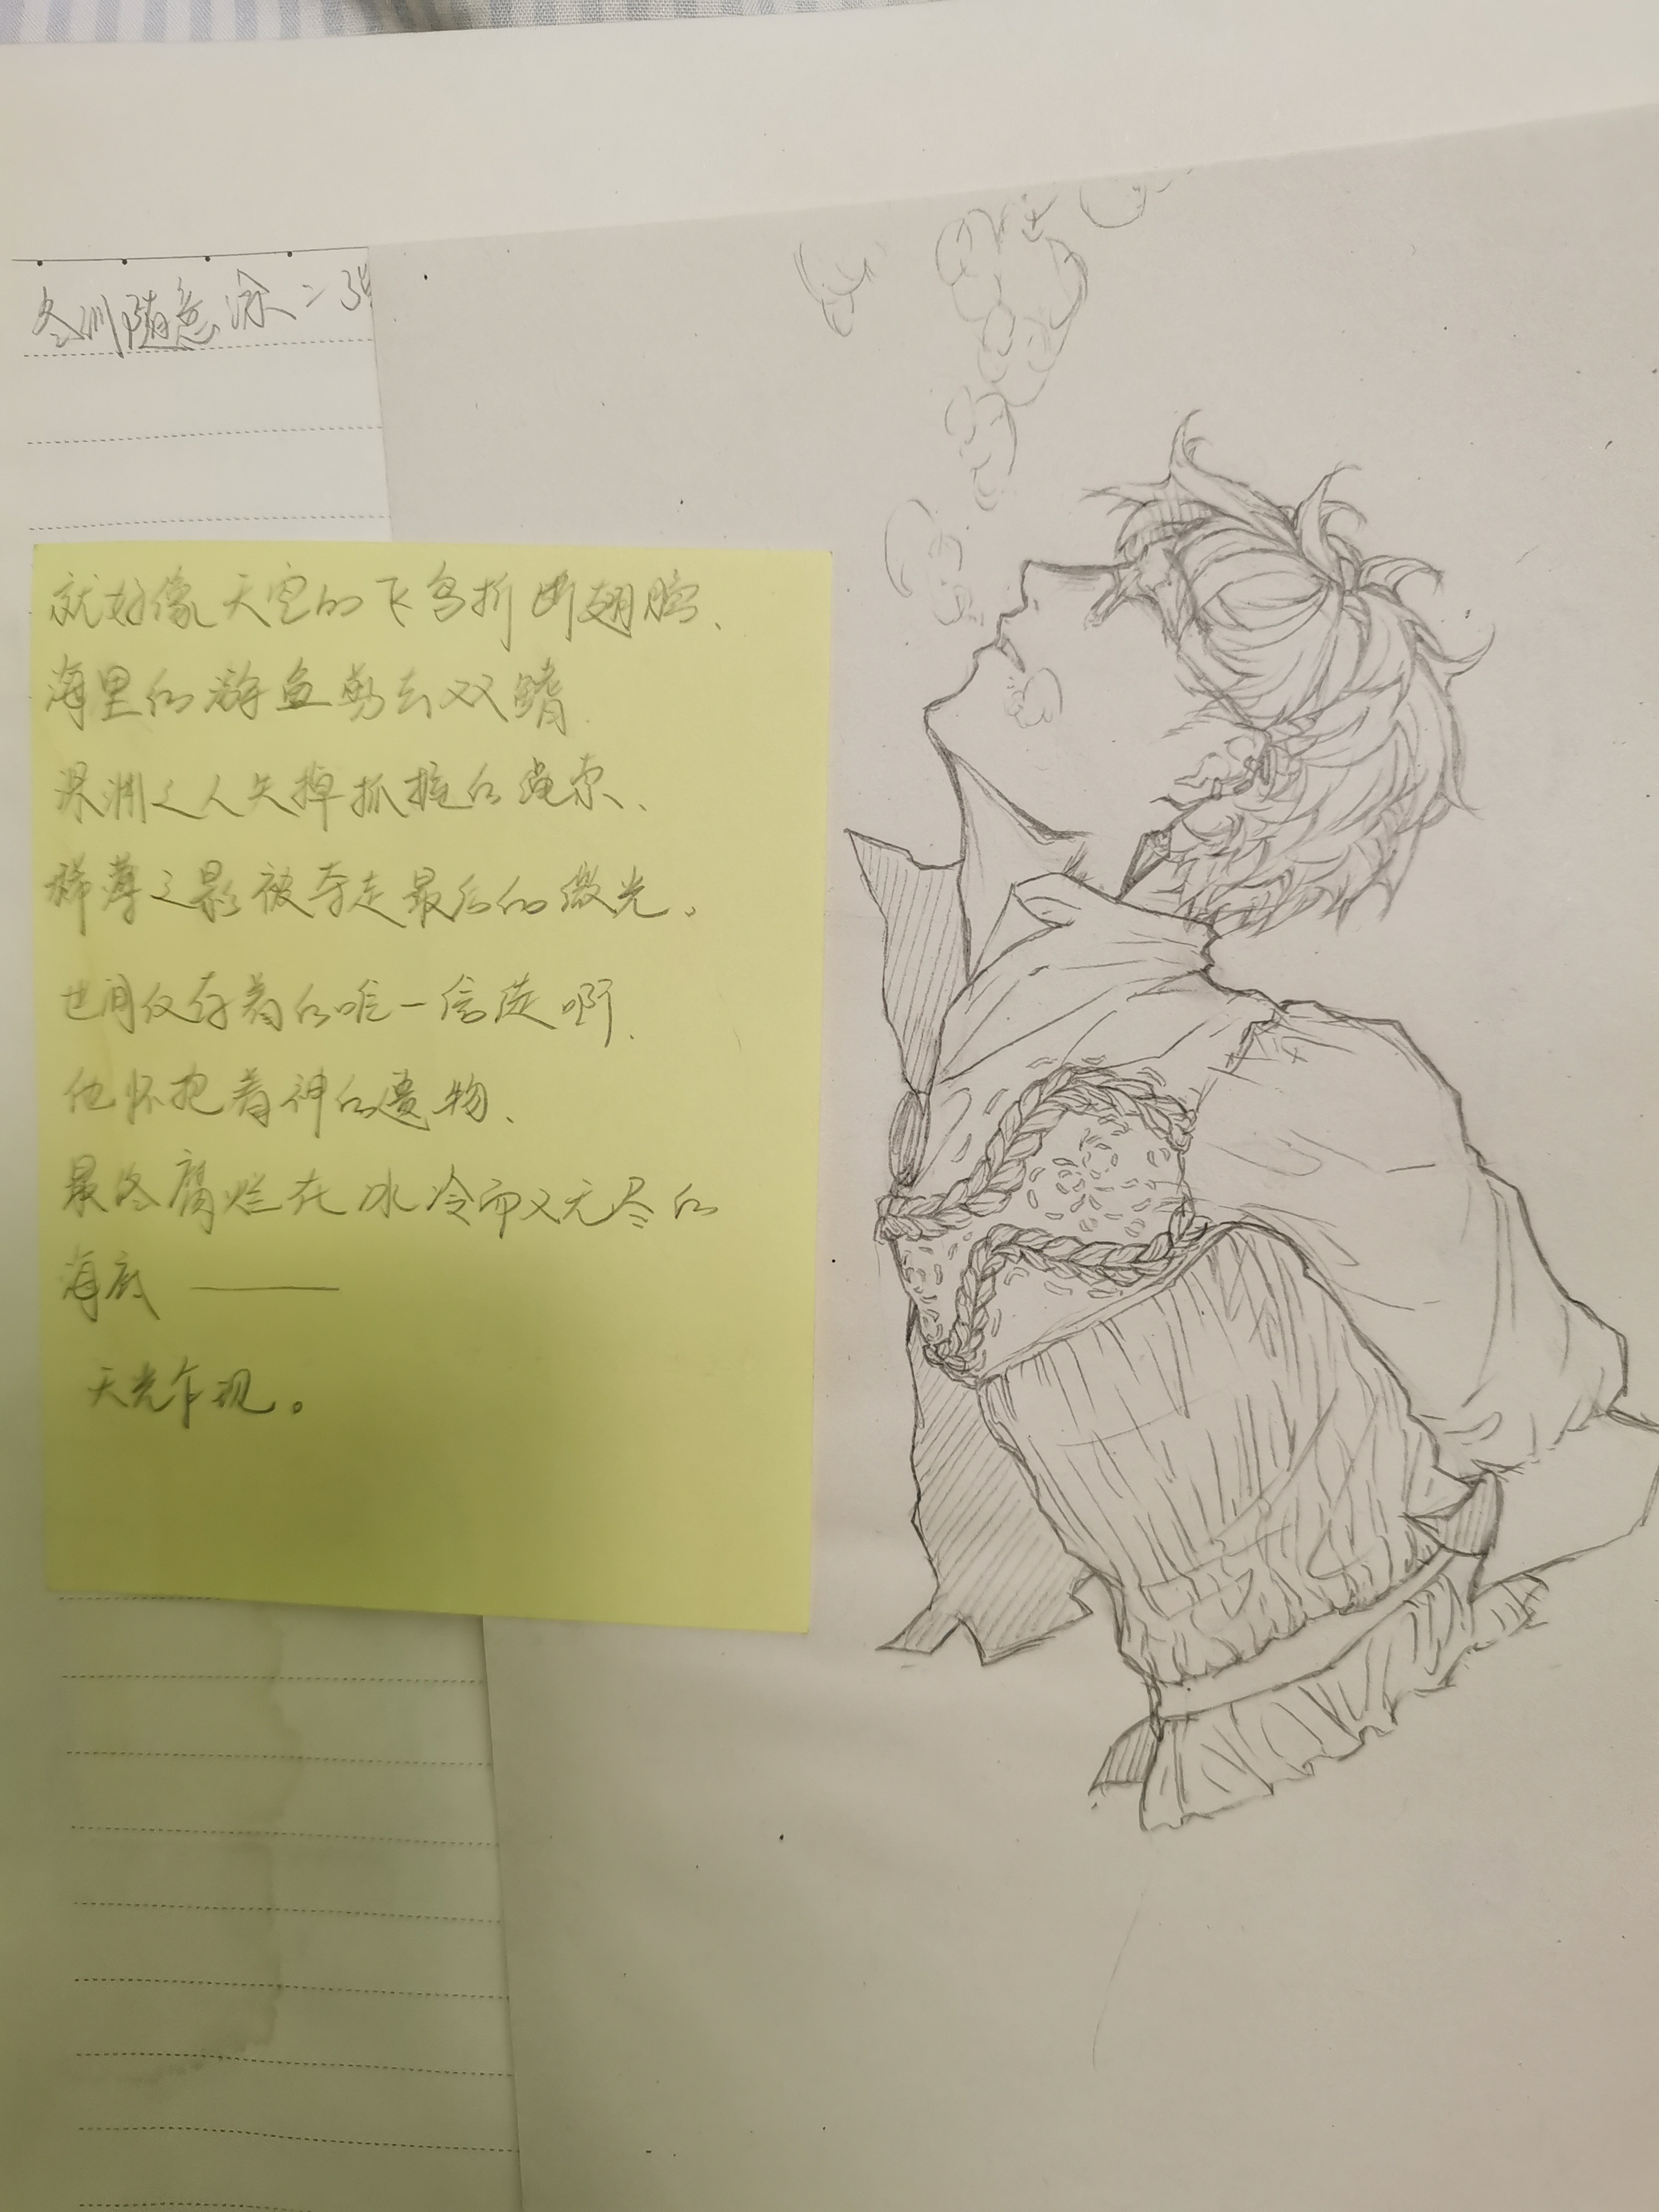 冬训随意涂二张
就好像天空的飞鸟折断翅膀、
海里的游鱼剪去双鳍
深渊之人失掉抓握的绳索、
稀薄之影被夺走最后的微光。
世间仅存着的唯一信徒啊、
他怀抱着神的遗物、
最终腐烂在冰冷而又无尽的
海底——
天光乍现。